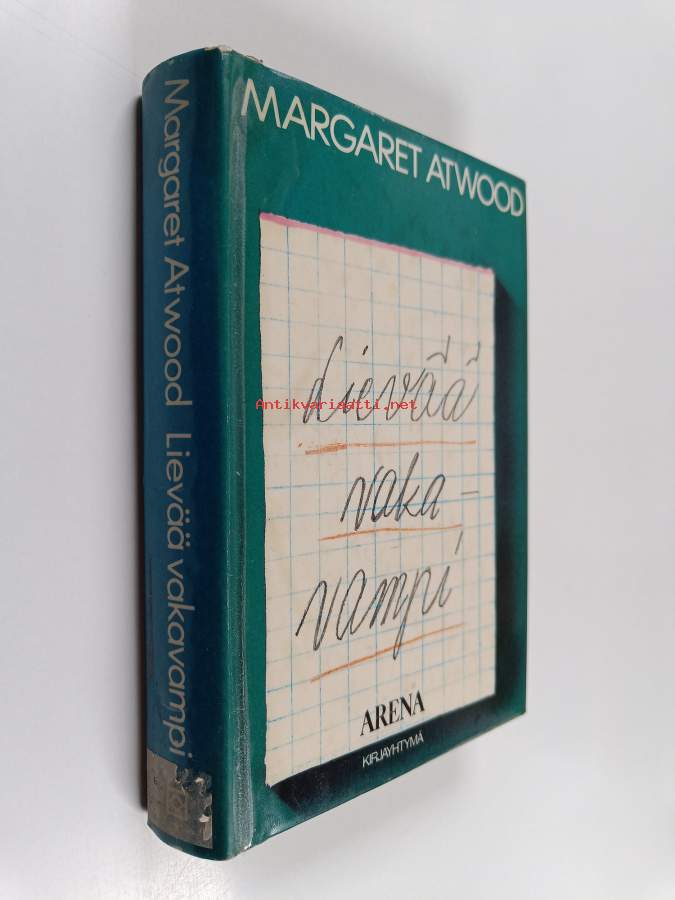 MARGARET ATWOOD
Lievää
vaka-
vampi
ARENA
KIRJAYHTYMÄ
Margaret Atwood Lievää vakavampi
Antikvariaatti.net